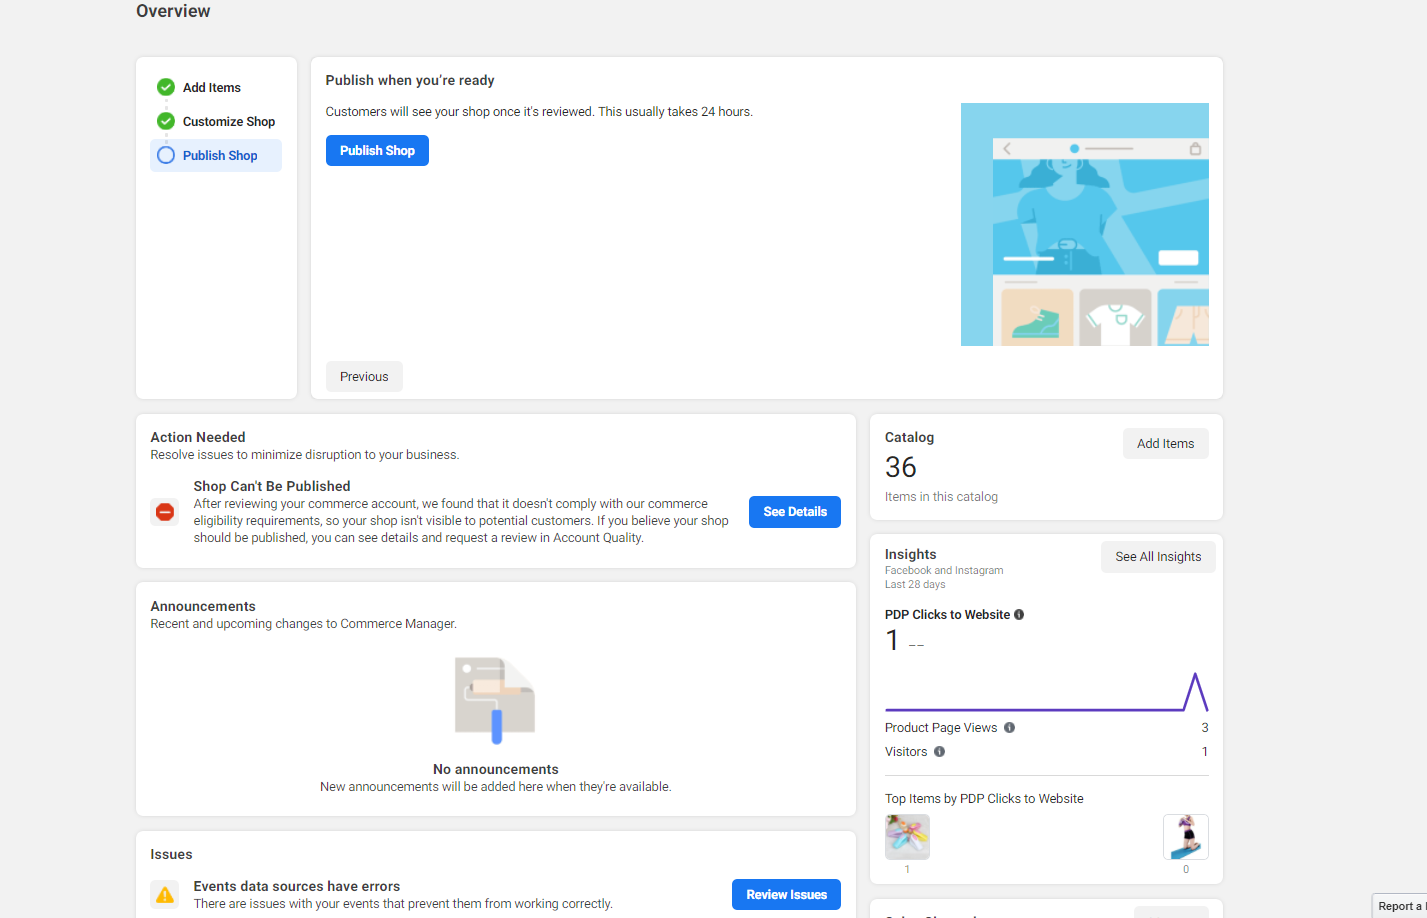 Overview
Add Items
Customize Shop
Publish Shop
Publish when you're ready
Customers will see your shop once it's reviewed. This usually takes 24 hours.
Publish Shop
Previous
Action Needed
Resolve issues to minimize disruption to your business.
Shop Can't Be Published
After reviewing your commerce account, we found that it doesn't comply with our commerce
eligibility requirements, so your shop isn't visible to potential customers. If you believe your shop
should be published, you can see details and request a review in Account Quality.
See Details
Announcements
Recent and upcoming changes to Commerce Manager.
No announcements
New announcements will be added here when they're available.
Issues
Events data sources have errors
There are issues with your events that prevent them from working correctly.
Review Issues
Catalog
Add Items
36
Items in this catalog
Insights
See All Insights
Facebook and Instagram
Last 28 days
PDP Clicks to Website
1 --
Product Page Views 3
Visitors 1
Top Items by PDP Clicks to Website
1 0
Report a